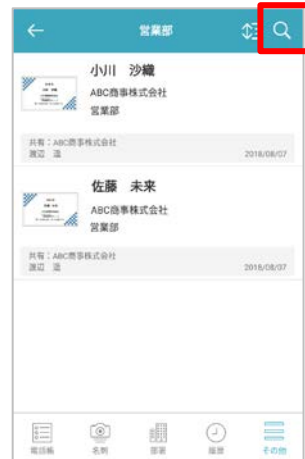 営業部
小川　沙織
ABC商事株式会社
営業部
共有：ABC商事株式会社
渡辺　遥
2018/08/07
佐藤　未来
ABC商事株式会社
営業部
共有：ABC商事株式会社
渡辺　遥
2018/08/07
電話帳
名刺
部署
履歴
その他